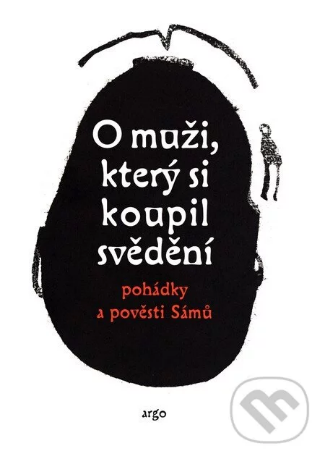 O muži,
který si
koupil
svědění
pohádky
a pověsti Sámů
argo